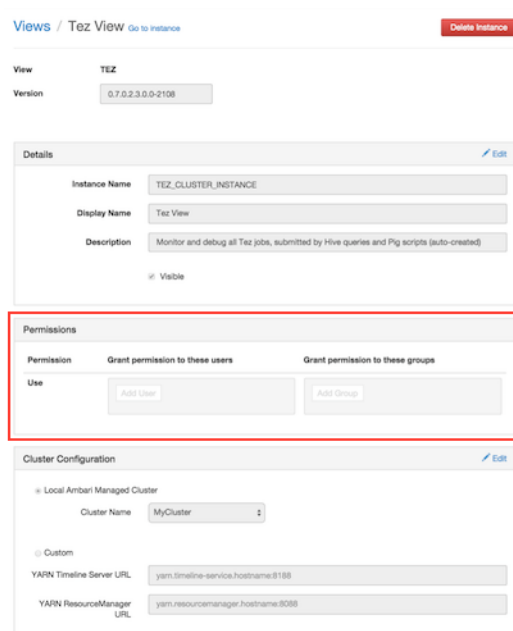 Views / Tez View Go to instance
Delete Instance
View TEZ
Version 0.7.0.2.3.0.0-2108
Details Edit
Instance Name TEZ_CLUSTER_INSTANCE
Display Name Tez View
Description Monitor and debug all Tez jobs, submitted by Hive queries and Pig scripts (auto-created)
Visible
Permissions
Permission Grant permission to these users Grant permission to these groups
Use Add User Add Group
Cluster Configuration Edit
Local Ambari Managed Cluster
Cluster Name MyCluster
Custom
YARN Timeline Server URL yarn.timeline-service.hostname:8188
YARN ResourceManager
URL yarn.resourcemanager.hostname:8088